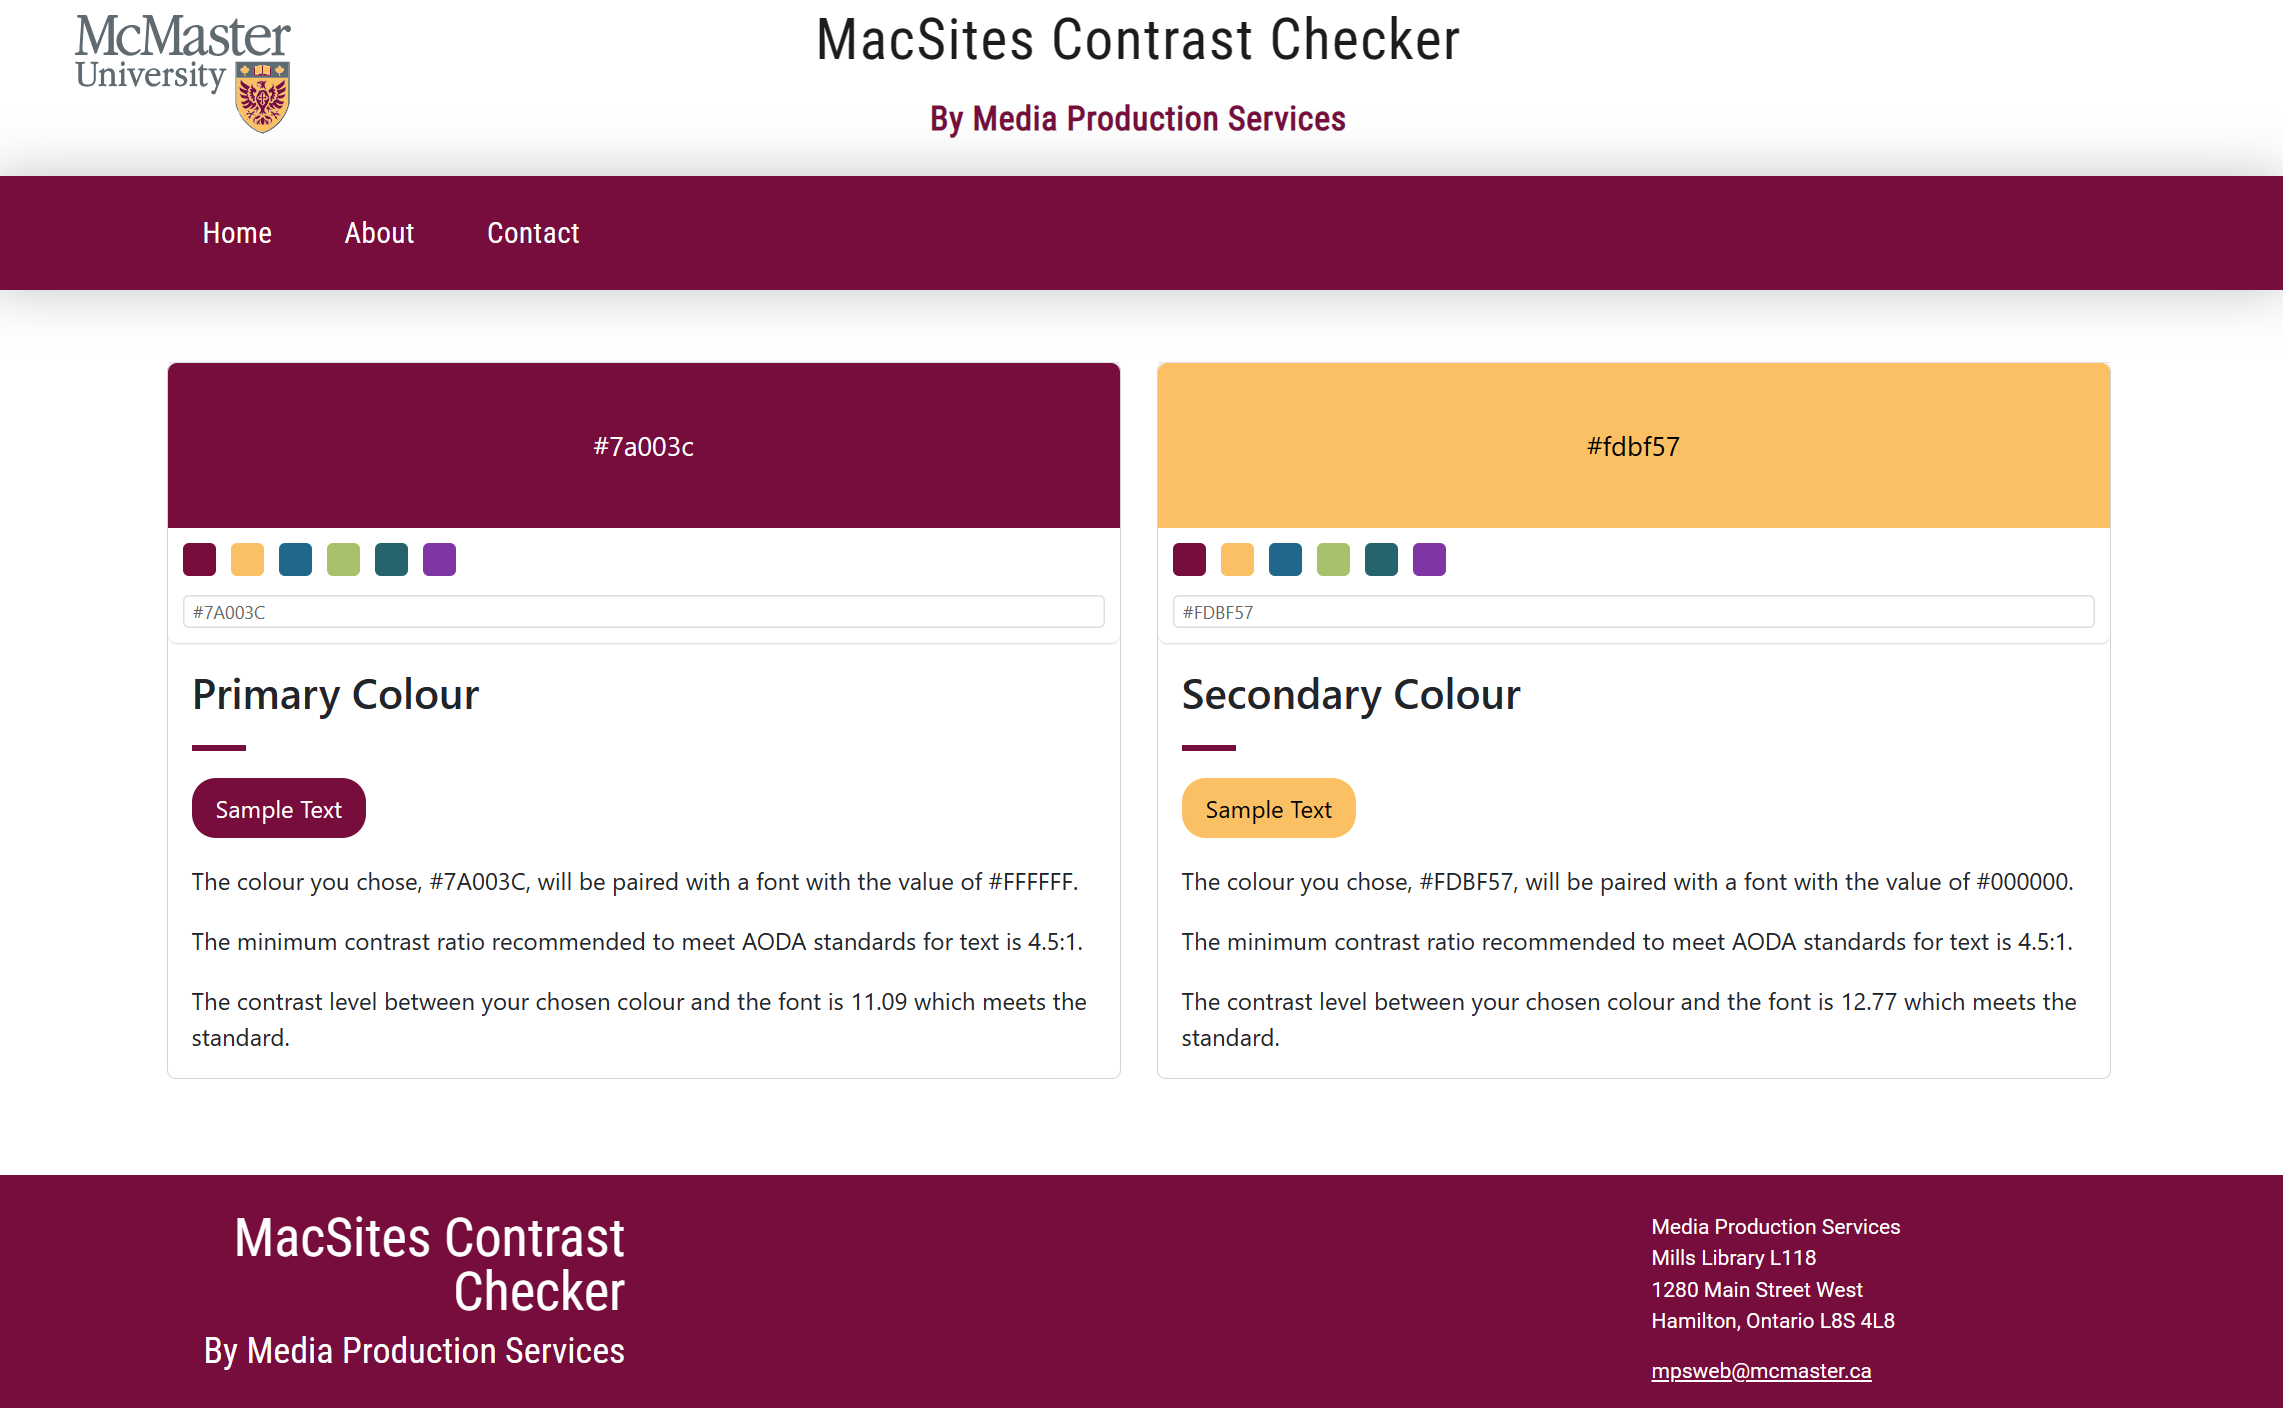 McMaster
University
MacSites Contrast Checker
By Media Production Services
Home
About
Contact
#7a003c
#7A003C
Primary Colour
Sample Text
The colour you chose, #7A003C, will be paired with a font with the value of #FFFFFF.
The minimum contrast ratio recommended to meet AODA standards for text is 4.5:1.
The contrast level between your chosen colour and the font is 11.09 which meets the
standard.
#fdbf57
#FDBF57
Secondary Colour
Sample Text
The colour you chose, #FDBF57, will be paired with a font with the value of #000000.
The minimum contrast ratio recommended to meet AODA standards for text is 4.5:1.
The contrast level between your chosen colour and the font is 12.77 which meets the
standard.
MacSites Contrast
Checker
By Media Production Services
Media Production Services
Mills Library L118
1280 Main Street West
Hamilton, Ontario L8S 4L8
mpsweb@mcmaster.ca